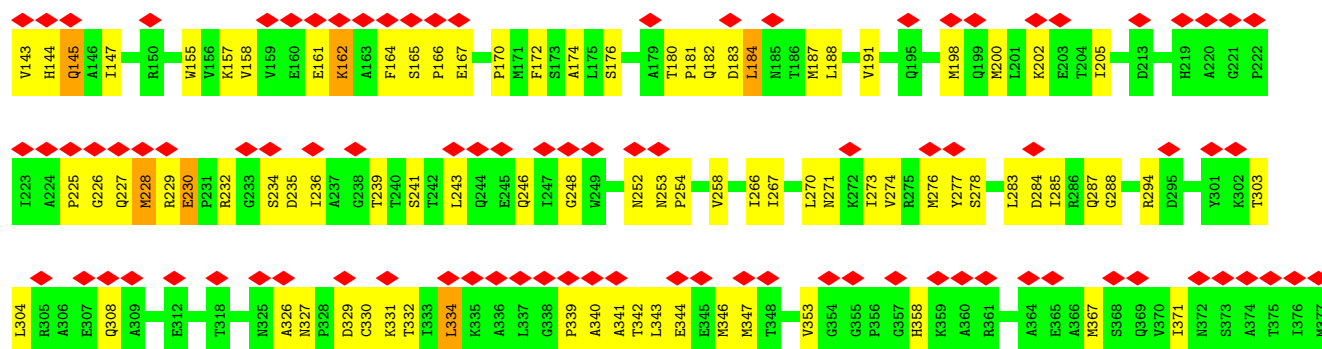 V143 H144 Q145 A146 I147 R150 W155 V156 K157 V158 V159 E160 E161 K162 A163 F164 S165 P166 E167 P170 M171 F172 S173 A174 L175 S176 A179 T180 P181 Q182 D183 L184 N185 T186 M187 L188 V191 Q195 M198 Q199 M200 L201 K202 E203 T204 I205 D213 H219 A220 G221 P222
I223 A224 P225 G226 Q227 M228 R229 E230 P231 R232 G233 S234 D235 I236 A237 G238 T239 T240 S241 T242 L243 Q244 E245 Q246 I247 G248 W249 N252 N253 P254 V258 I266 I267 L270 N271 K272 I273 V274 R275 M276 Y277 S278 L283 D284 I285 R286 Q287 G288 R294 D295 Y301 K302 T303
L304 R305 A306 E307 Q308 A309 E312 T318 N325 A326 N327 P328 D329 C330 K331 T332 I333 L334 K335 A336 L337 G338 P339 A340 A341 T342 L343 E344 E345 M346 M347 T348 V353 G354 G355 P356 G357 H358 K359 A360 R361 A364 E365 A366 M367 S368 Q369 V370 I371 N372 S373 A374 T375 I376 M377